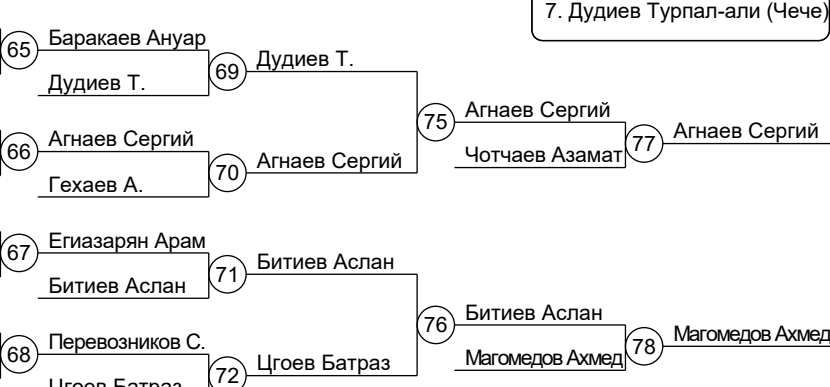 7. Дудиев Турпал-али (Чече)
65
Баракаев Ануар
Дудиев Т.
69
Дудиев Т.
66
Агнаев Сергий
Гехаев А.
70
Агнаев Сергий
75
Агнаев Сергий
Чотчаев Азамат
77
Агнаев Сергий
67
Егиазарян Арам
Битиев Аслан
71
Битиев Аслан
68
Перевозников С.
Цгоев Батраз
72
Цгоев Батраз
76
Битиев Аслан
Магомедов Ахмед
78
Магомедов Ахмед